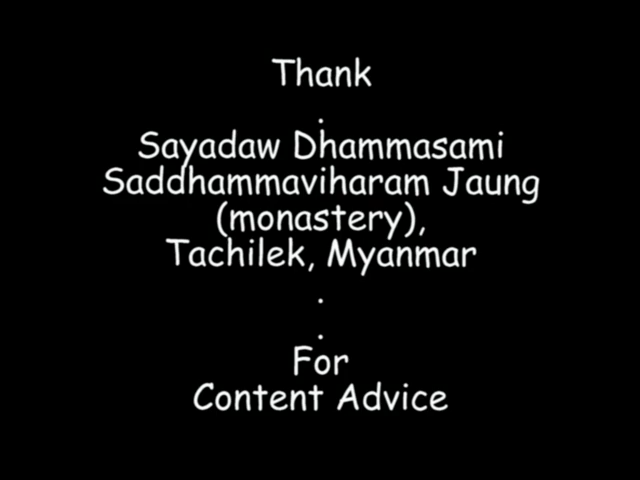 Thank
.
Sayadaw Dhammasami
Saddhammaviharam Jaung
(monastery),
Tachilek, Myanmar
.
.
For
Content Advice